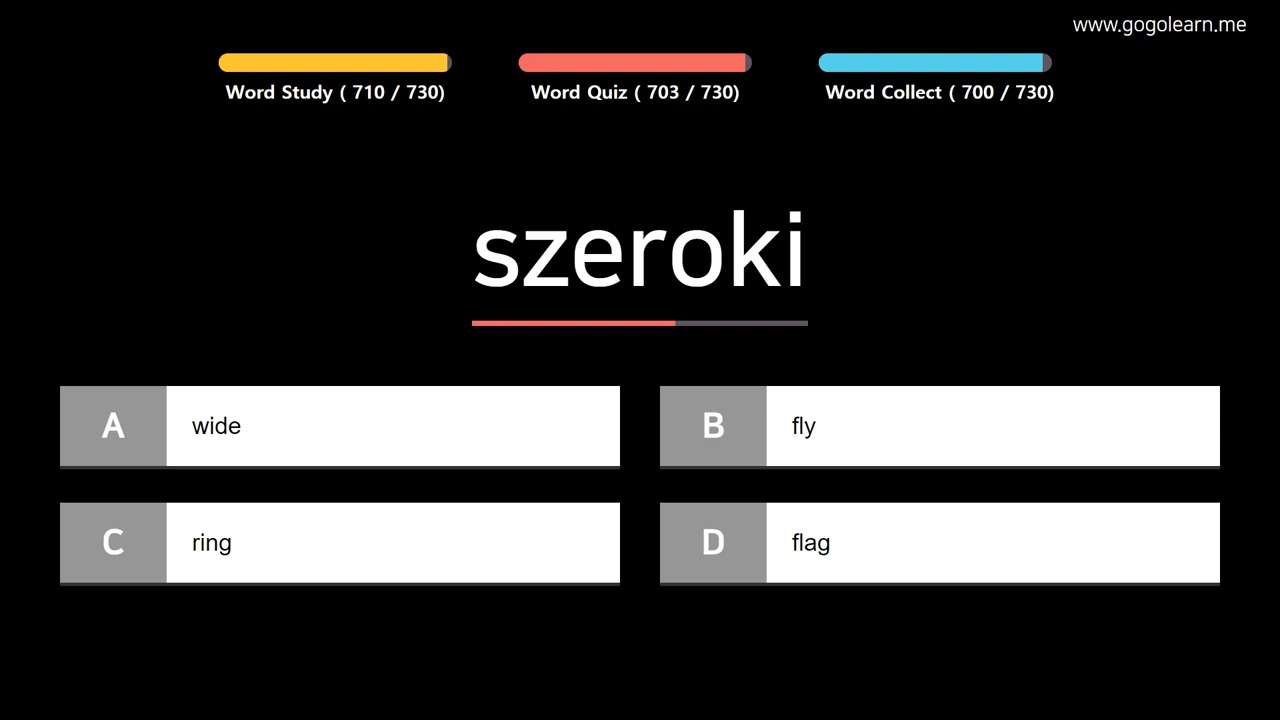 www.gogolearn.me
Word Study ( 710 / 730)
Word Quiz ( 703 / 730)
Word Collect ( 700 / 730)
szeroki
A wide
B fly
C ring
D flag